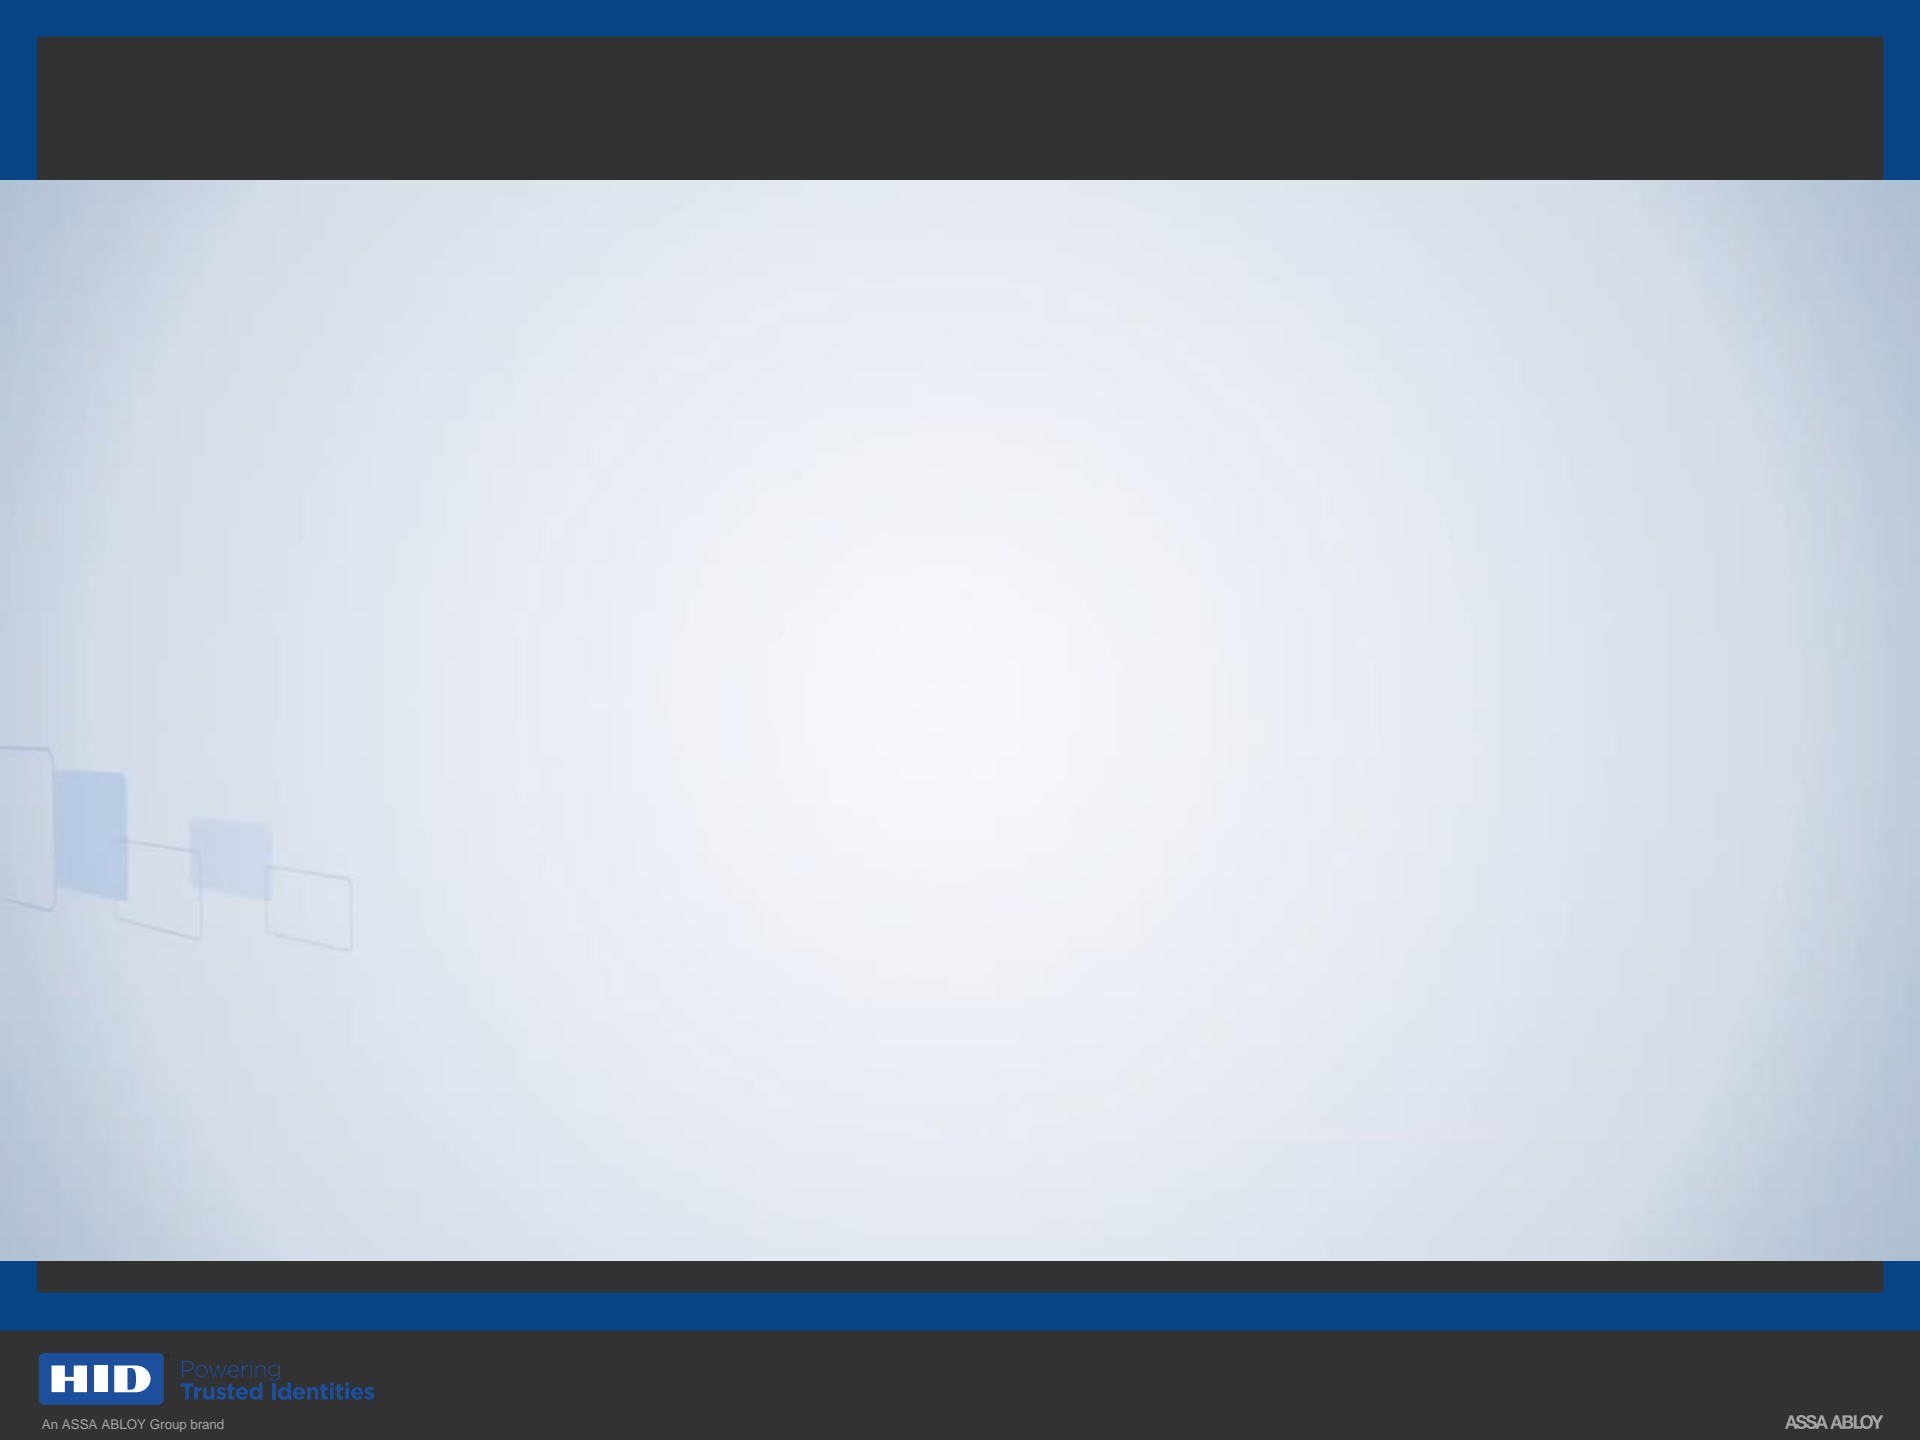 HID
Powering
Trusted Identities
An ASSA ABLOY Group brand
ASSA ABLOY